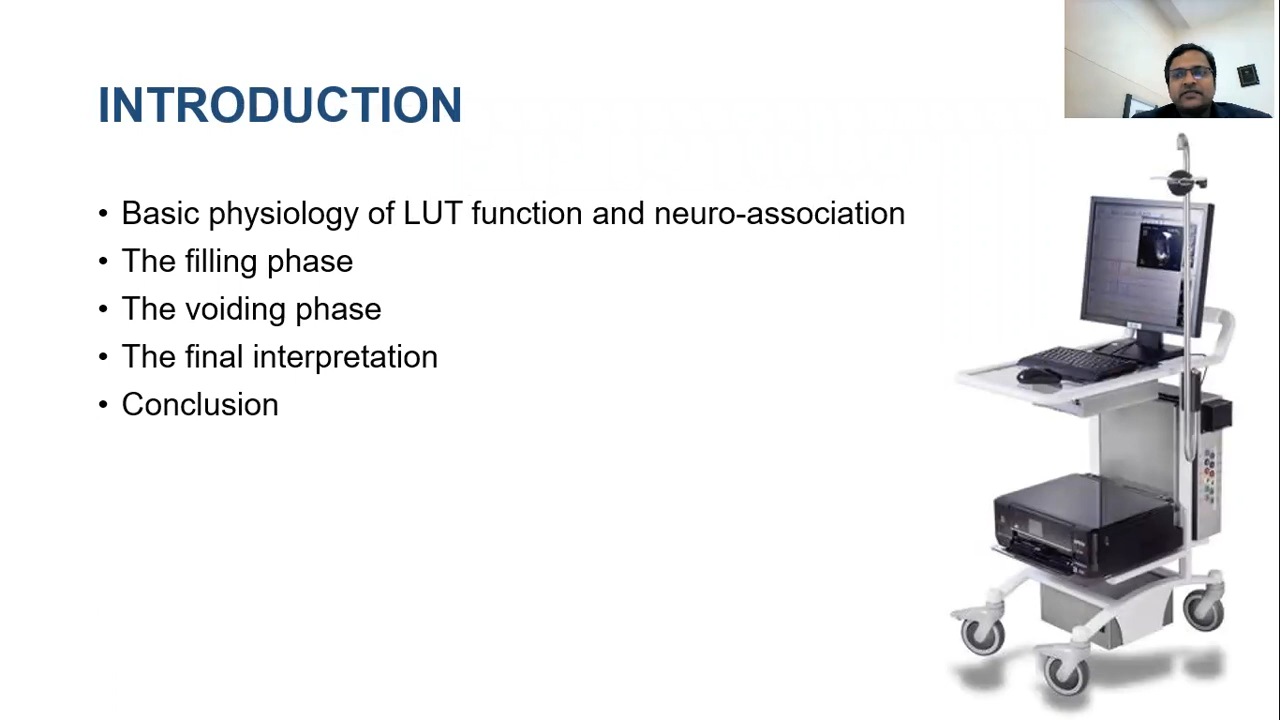 INTRODUCTION
• Basic physiology of LUT function and neuro-association
• The filling phase
• The voiding phase
• The final interpretation
• Conclusion